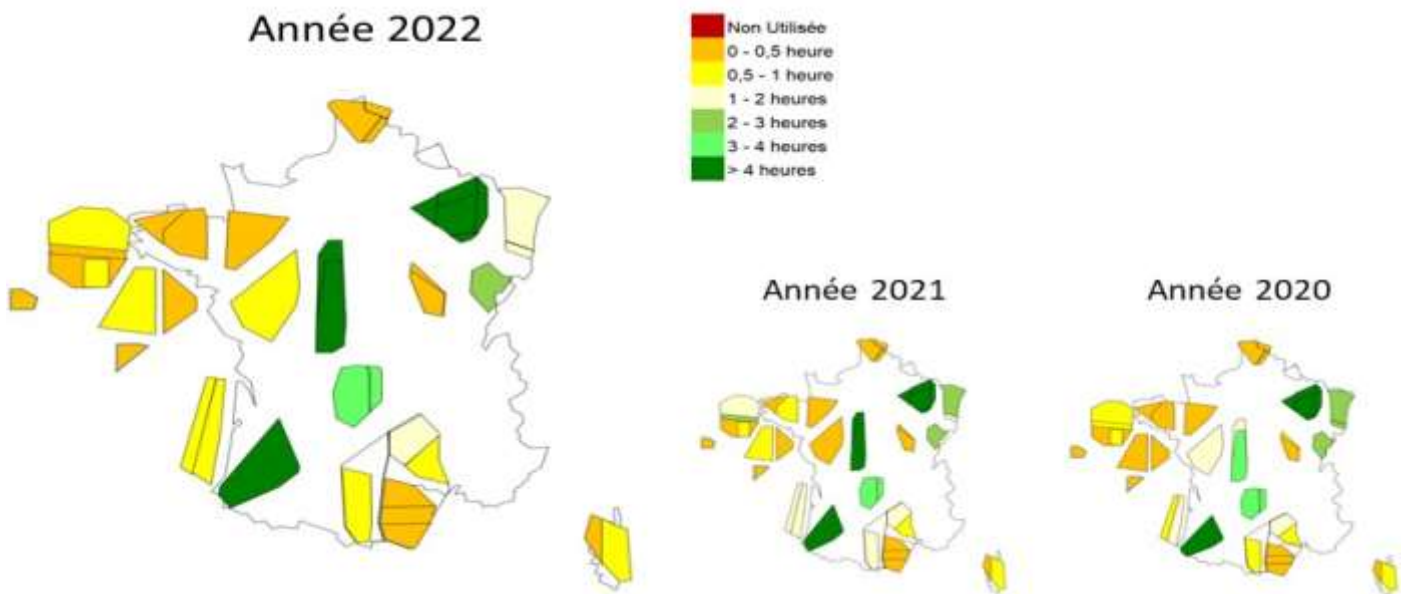 Année 2022
Non Utilisée
0 - 0,5 heure
0,5 - 1 heure
1 - 2 heures
2 - 3 heures
3 - 4 heures
> 4 heures
Année 2021
Année 2020